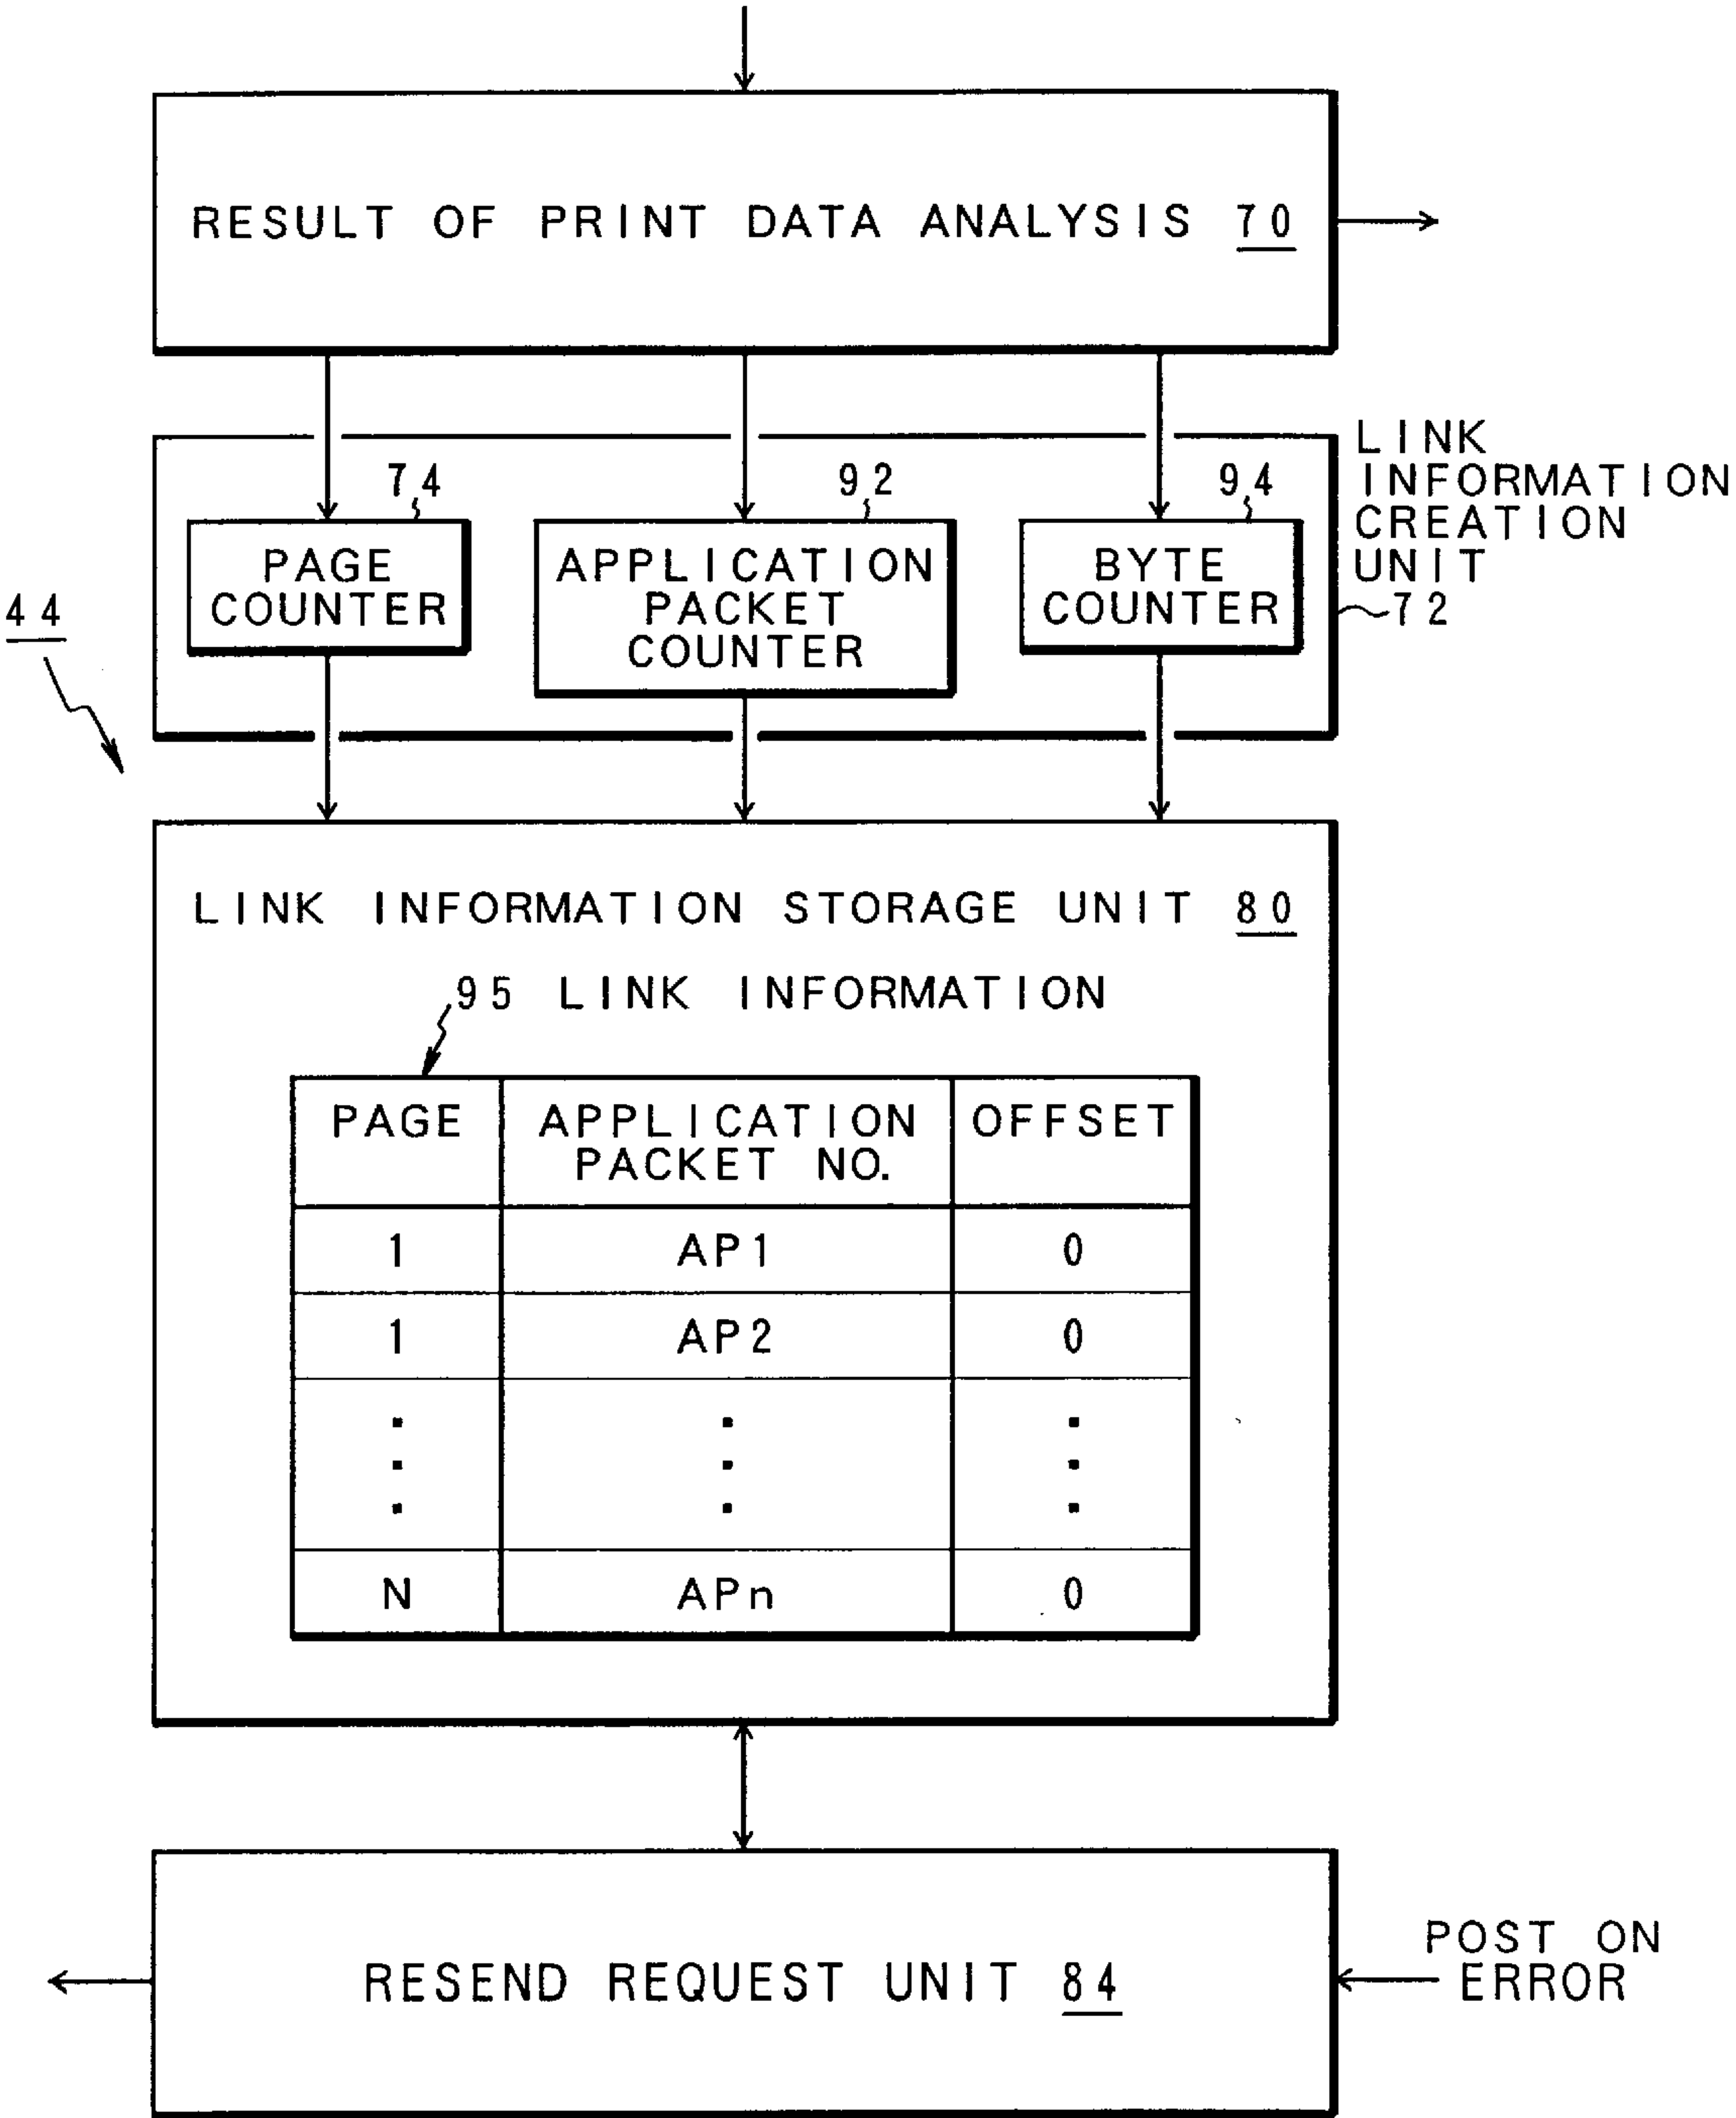 RESULT OF PRINT DATA ANALYSIS 70
LINK
INFORMATION
CREATION
UNIT
72
74
92
94
PAGE
COUNTER
APPLICATION
PACKET
COUNTER
BYTE
COUNTER
44
LINK INFORMATION STORAGE UNIT 80
95 LINK INFORMATION
PAGE
APPLICATION
PACKET NO.
OFFSET
1 AP1 0
1 AP2 0
N APn 0
RESEND REQUEST UNIT 84
POST ON
ERROR